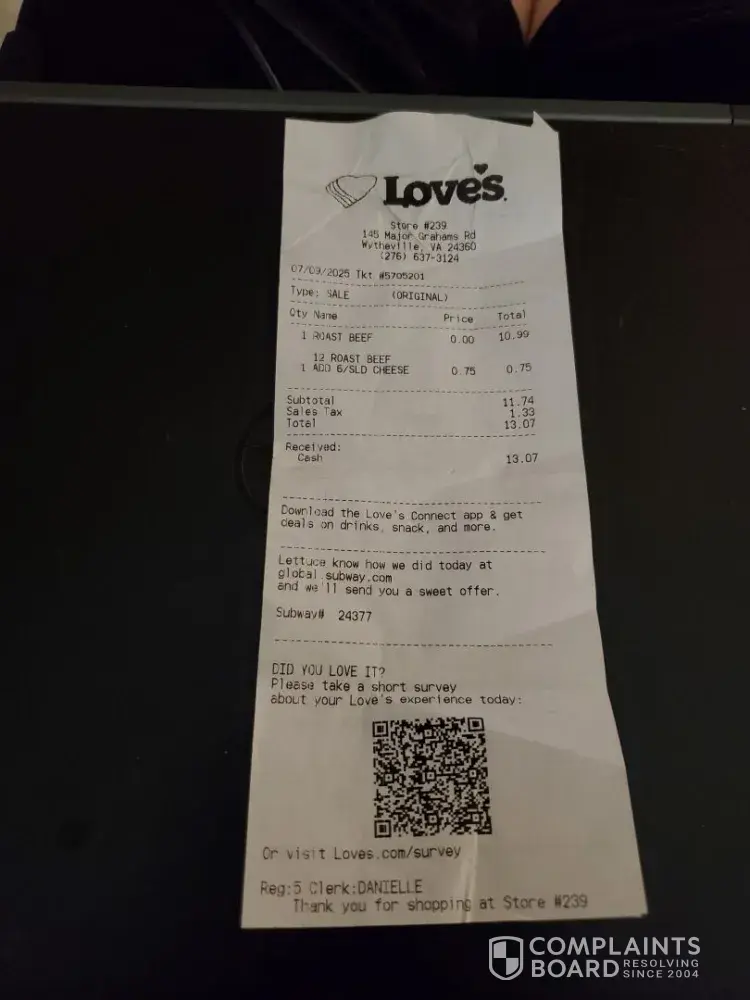 Love's.
Store #239
145 Major Grahams Rd
Wytheville, VA 24360
(276) 637-3124
07/09/2025 Tkt #5705201
Type: SALE (ORIGINAL)
Qty Name Price Total
1 ROAST BEEF 0.00 10.99
12 ROAST BEEF
1 ADD 6/SLD CHEESE 0.75 0.75
Subtotal 11.74
Sales Tax 1.33
Total 13.07
Received:
Cash 13.07
Download the Love's Connect app & get
deals on drinks, snack, and more.
Lettuce know how we did today at
global.subway.com
and we'll send you a sweet offer.
Subway# 24377
DID YOU LOVE IT?
Please take a short survey
about your Love's experience today:
Or visit Loves.com/survey
Reg:5 Clerk:DANIELLE
Thank you for shopping at Store #239
COMPLAINTS
BOARD RESOLVING
SINCE 2004